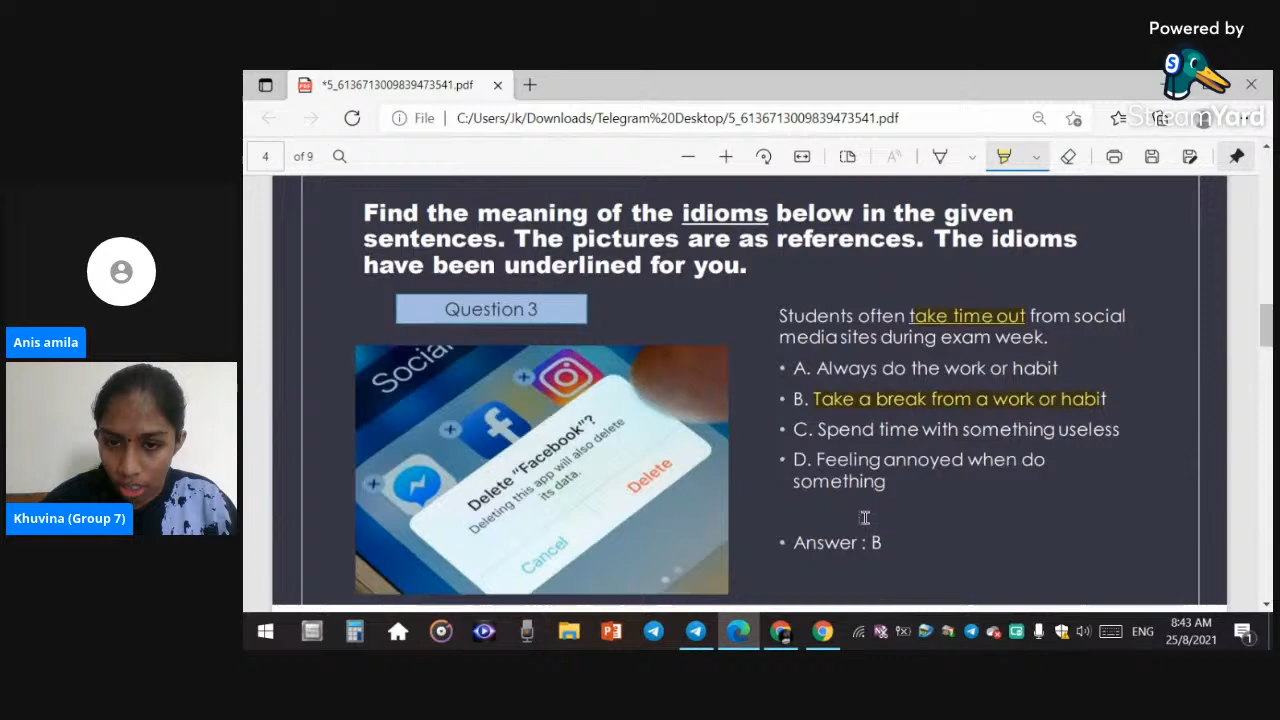 Powered by
S
StreamYard
*5_6136713009839473541.pdf
File
C:/Users/Jk/Downloads/Telegram%20Desktop/5_6136713009839473541.pdf
4 of 9
Find the meaning of the idioms below in the given
sentences. The pictures are as references. The idioms
have been underlined for you.
Question 3
Social
Delete "Facebook"?
Deleting this app will also delete
its data.
Cancel
Delete
Students often take time out from social
media sites during exam week.
• A. Always do the work or habit
• B. Take a break from a work or habit
• C. Spend time with something useless
• D. Feeling annoyed when do
something
• Answer : B
Anis amila
Khuvina (Group 7)
ENG
8:43 AM
25/8/2021